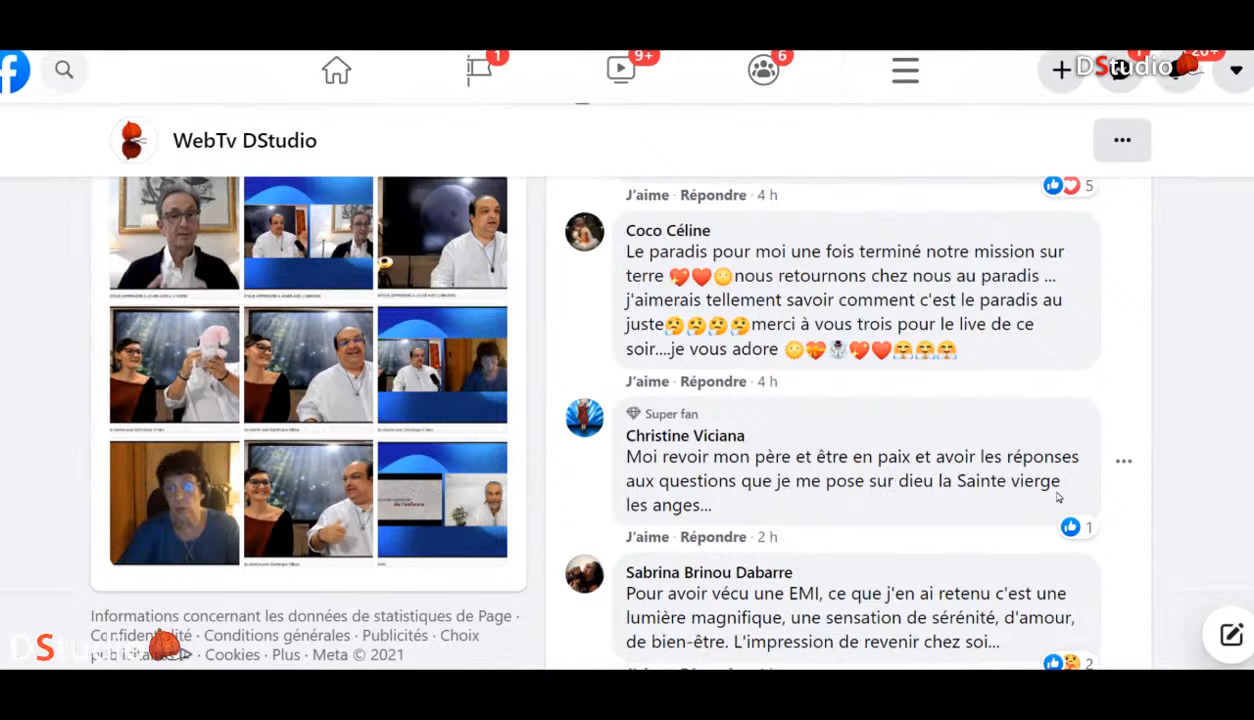 1
9+
6
DStudio
WebTv DStudio
J'aime · Répondre · 4 h
5
Coco Céline
Le paradis pour moi une fois terminé notre mission sur
terre 💖❤️😳nous retournons chez nous au paradis ...
j'aimerais tellement savoir comment c'est le paradis au
juste🤔🤔🤔🤔merci à vous trois pour le live de ce
soir....je vous adore 😳💝☃️💖❤️🤗🤗🤗
J'aime · Répondre · 4 h
Super fan
Christine Viciana
Moi revoir mon père et être en paix et avoir les réponses
aux questions que je me pose sur dieu la Sainte vierge
les anges...
1
J'aime · Répondre · 2 h
Sabrina Brinou Dabarre
Pour avoir vécu une EMI, ce que j'en ai retenu c'est une
lumière magnifique, une sensation de sérénité, d'amour,
de bien-être. L'impression de revenir chez soi...
2
Informations concernant les données de statistiques de Page ·
Confidentialité · Conditions générales · Publicités · Choix
publicitaires · Cookies · Plus · Meta © 2021
DStudio